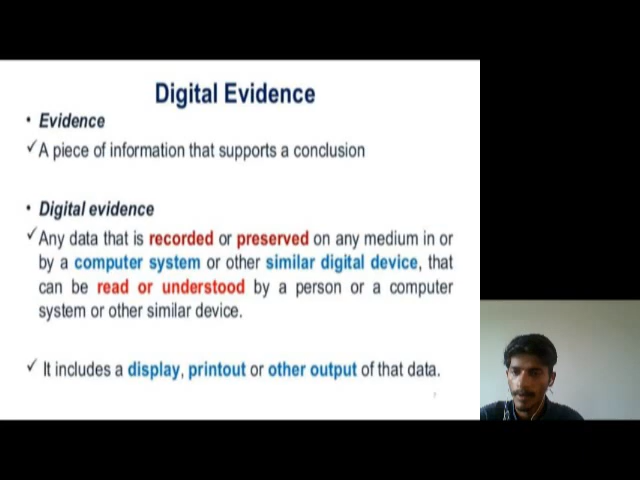 Digital Evidence
• Evidence
✓A piece of information that supports a conclusion
• Digital evidence
✓Any data that is recorded or preserved on any medium in or
by a computer system or other similar digital device, that
can be read or understood by a person or a computer
system or other similar device.
✓ It includes a display, printout or other output of that data.